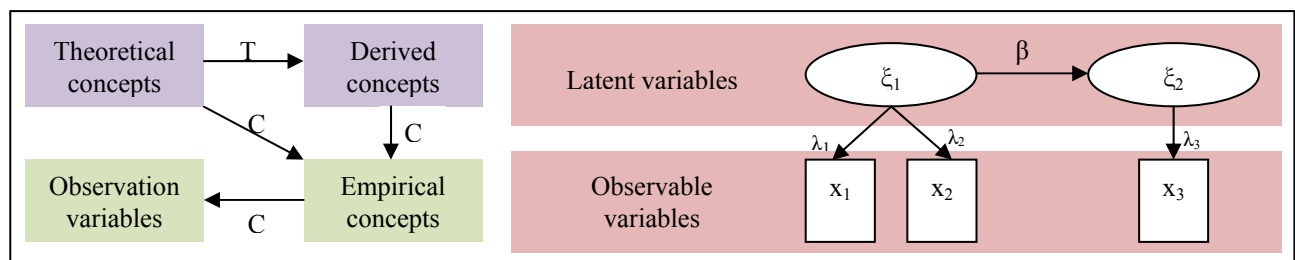 Theoretical
concepts
T
Derived
concepts
C
C
Observation
variables
C
Empirical
concepts
Latent variables
ξ1
β
ξ2
λ1
λ2
λ3
Observable
variables
x1
x2
x3